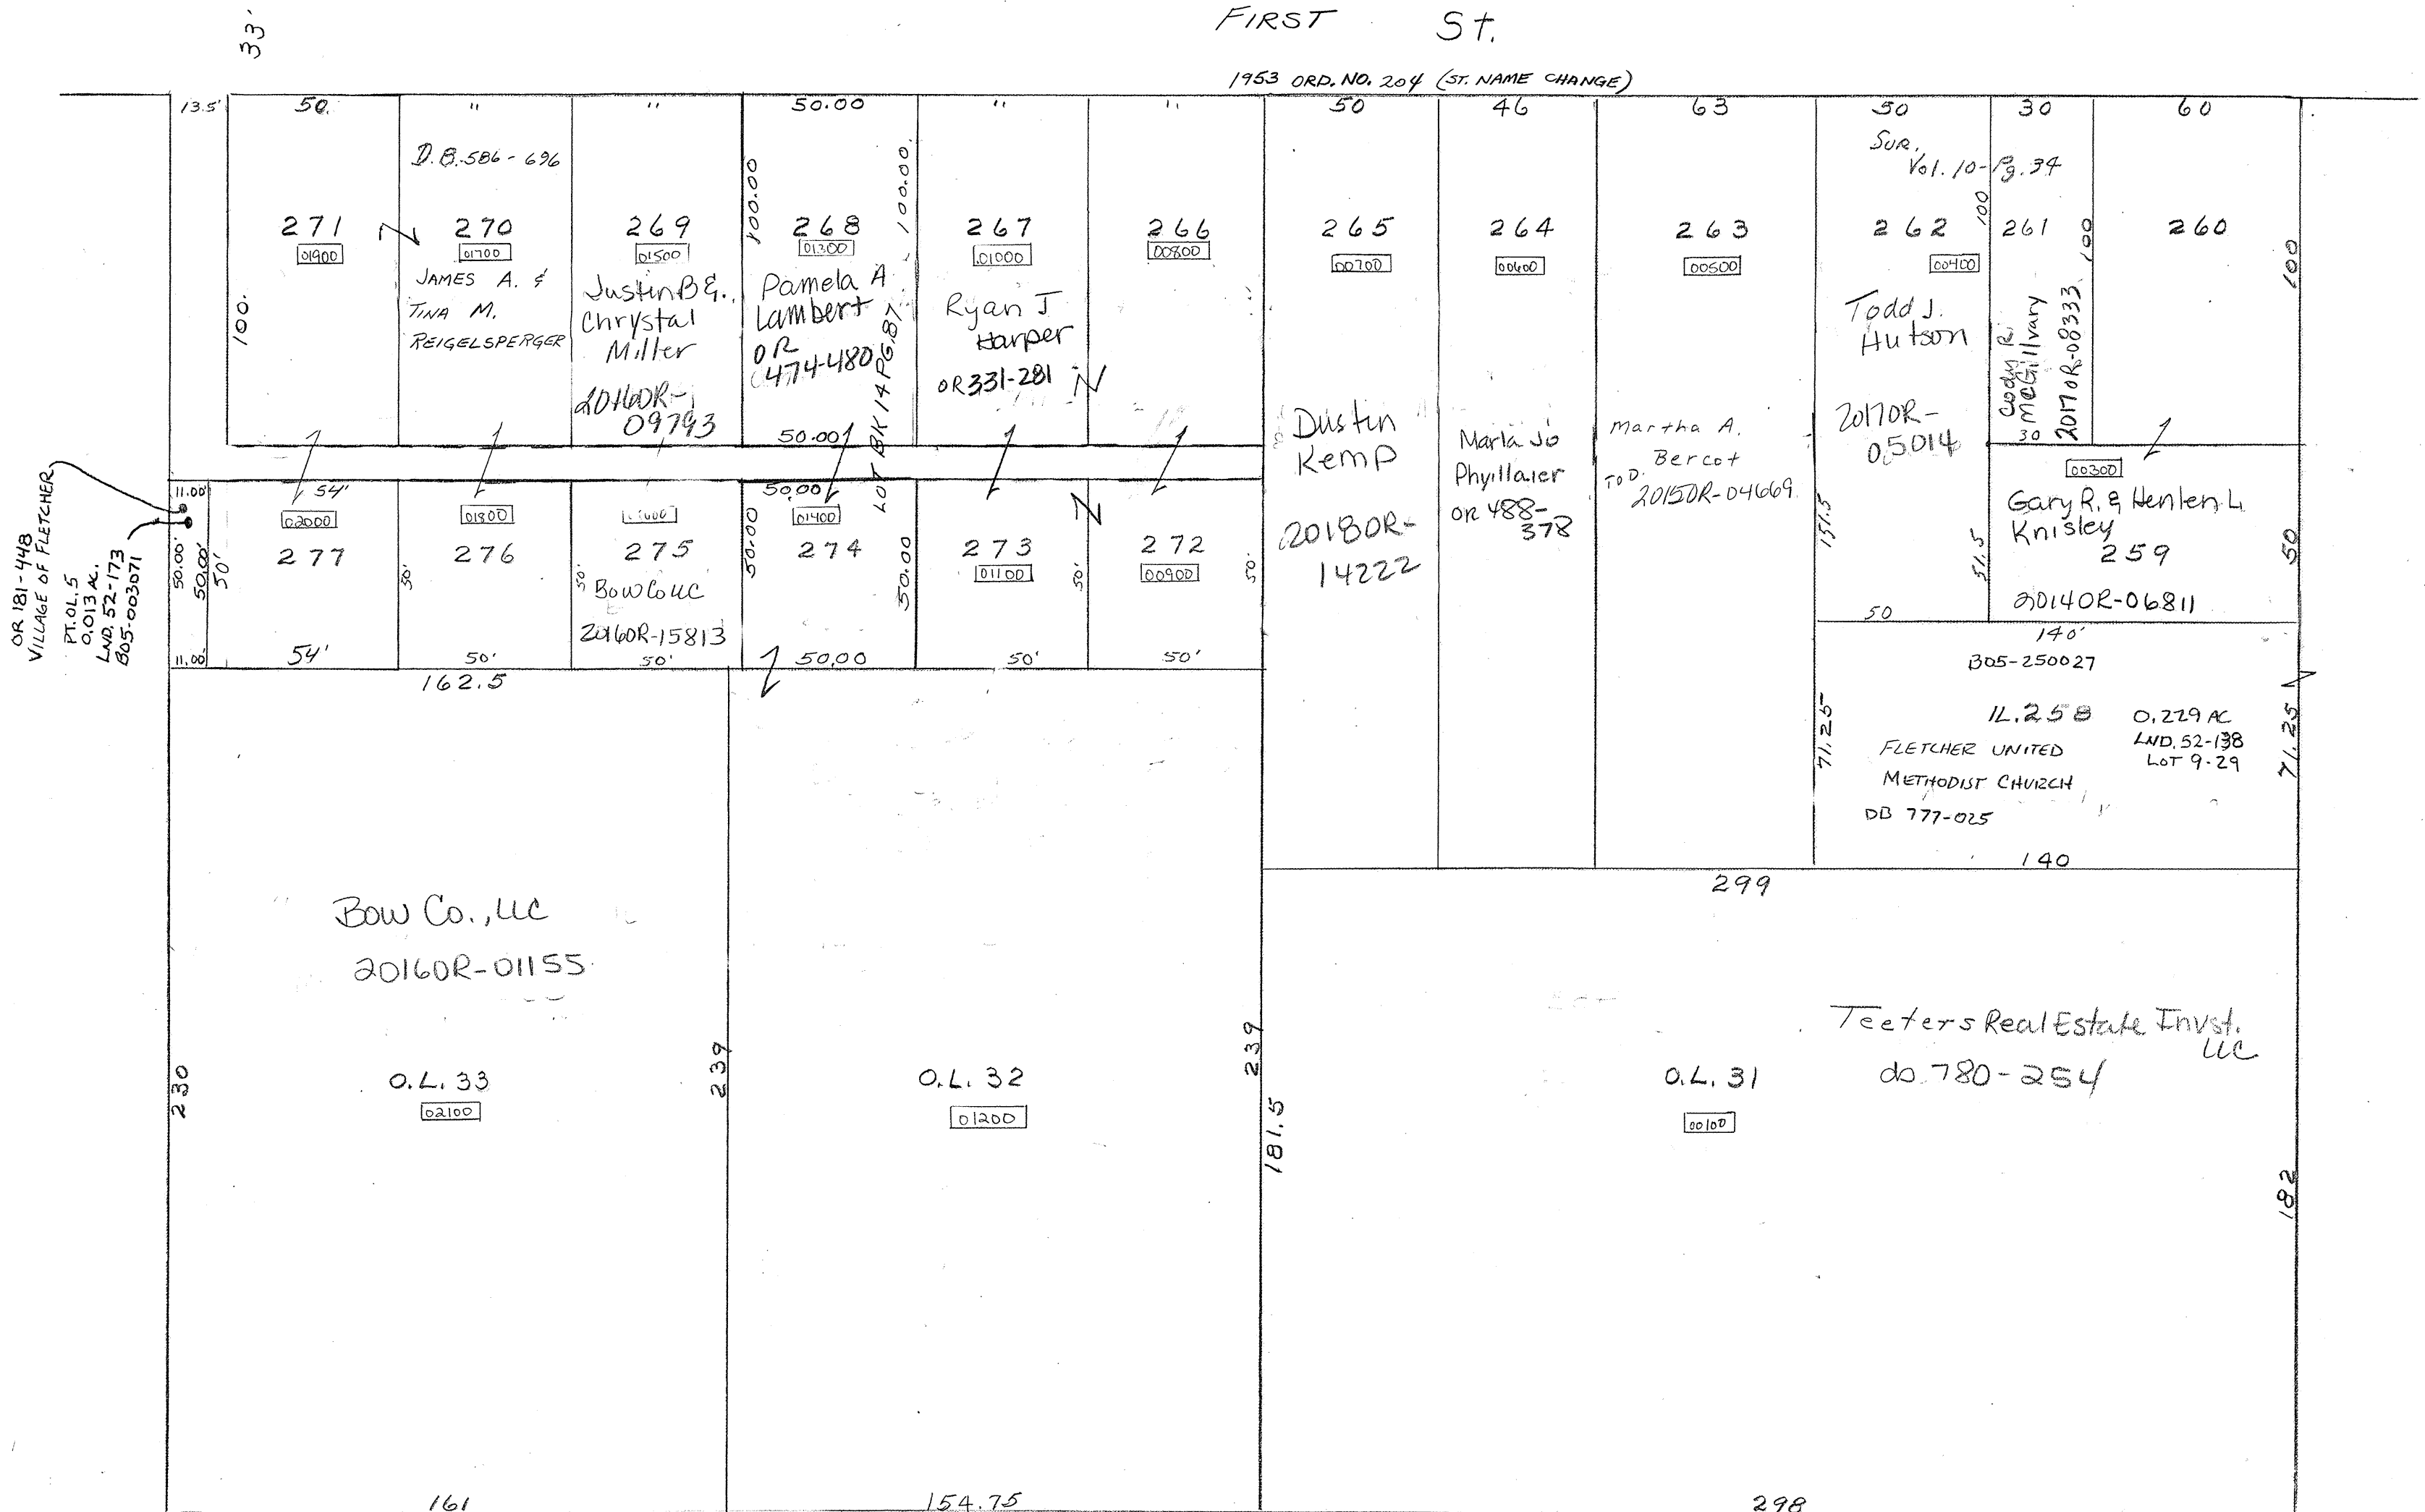 33'
FIRST St.
1953 ORD. NO. 204 (ST. NAME CHANGE)
13.5'
50.
"
"
50.00
"
"
50
46
63
50
30
60
D.B. 586-696
SUR.
Vol. 10-Pg. 34
271
01900
100.
270
01700
JAMES A. &
TINA M.
REIGELSPERGER
269
01500
Justin B &
Chrystal
Miller
2016OR-
09793
100.00
268
01300
Pamela A
Lambert
OR
474-480
50.00
100.00
LOT BK 14 PG. 87
267
01000
Ryan J
Harper
OR 331-281
266
00800
265
00700
Dustin
Kemp
2018OR-
14222
264
00600
Marla Jo
Phyillaier
OR 488-
378
263
00500
Martha A.
Bercot
TOD
2015OR-04669
262
00400
Todd J.
Hutson
2017OR-
05014
100
151.5
51.5
50
261
Cody R.
McGillvary
2017OR-08333
30
100
260
100
00300
Gary R. & Henlen L
Knisley
259
2014OR-06811
50
OR 181-448
VILLAGE OF FLETCHER
PT. OL. 5
0.013 AC.
LND. 52-173
B05-003071
11.00'
50.00'
50.00'
11.00'
50'
54'
02000
277
54'
01800
276
50'
50'
275
50'
Bow Co LLC
2016OR-15813
50'
50.00
01400
50.00
274
50.00
50.00
273
01100
50'
50'
272
00900
50'
50'
140'
B05-250027
IL. 258
0.229 AC
LND. 52-138
LOT 9-29
FLETCHER UNITED
METHODIST CHURCH
DB 777-025
71.25
71.25
140
162.5
Bow Co., LLC
2016OR-01155
O.L. 33
02100
230
239
161
O.L. 32
01200
239
154.75
299
Teeters Real Estate Invst.
LLC
db. 780-254
O.L. 31
00100
181.5
182
298